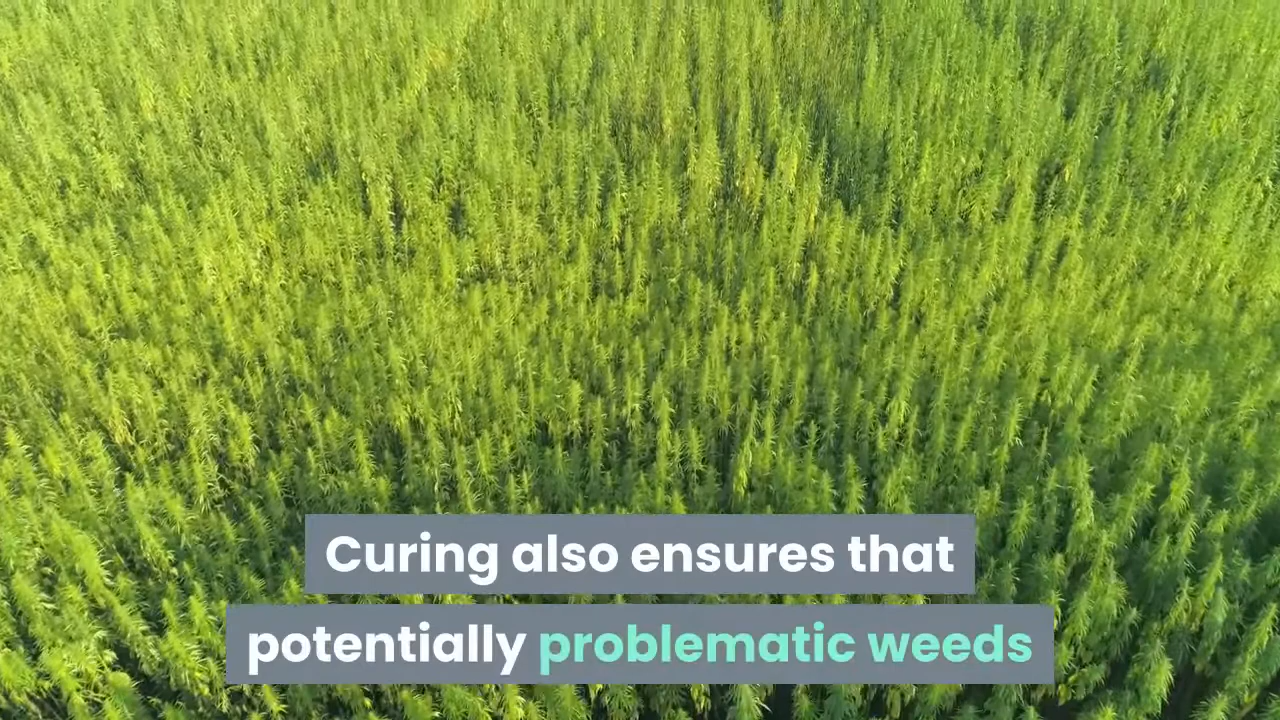 Curing also ensures that
potentially problematic weeds